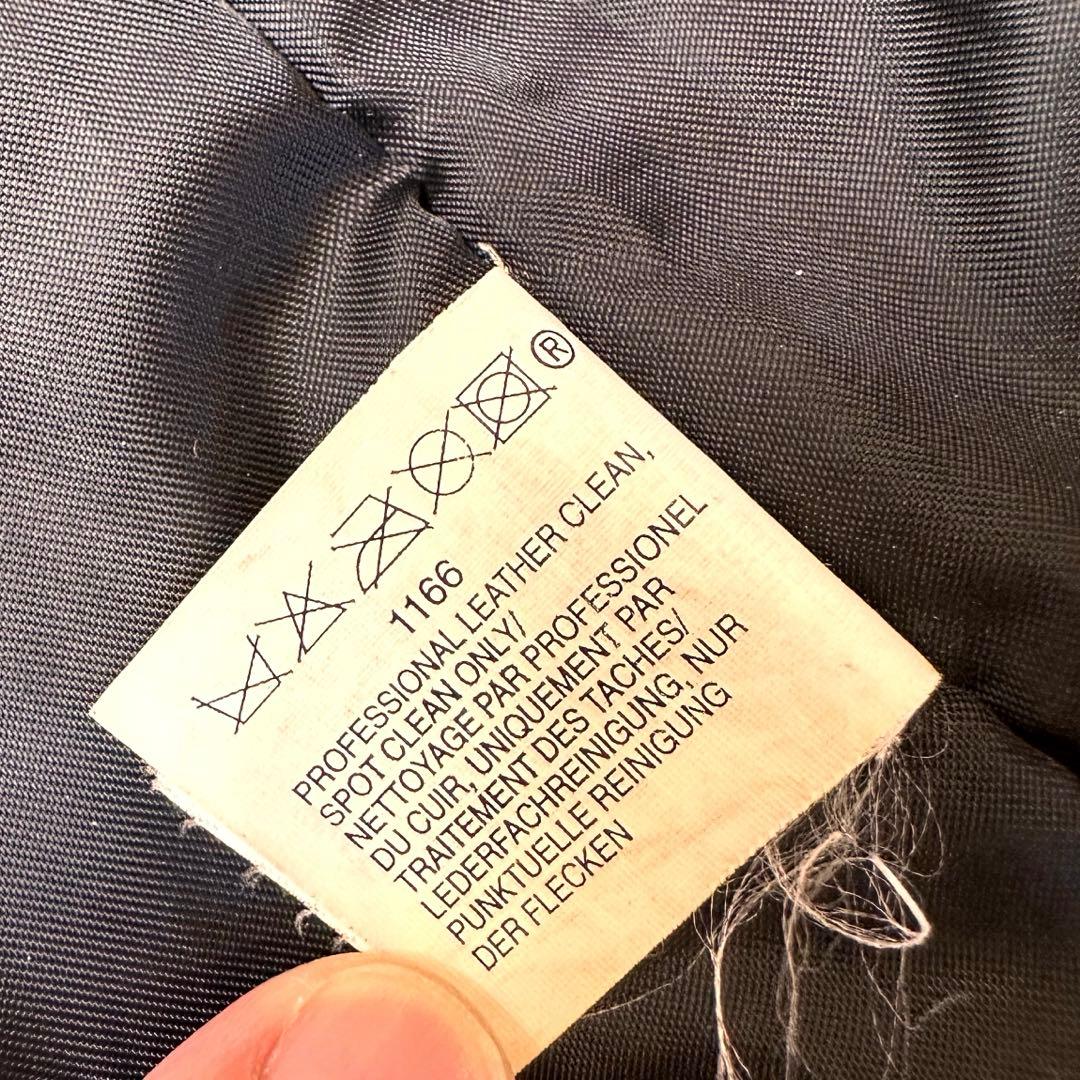 ®
1166
PROFESSIONAL LEATHER CLEAN,
SPOT CLEAN ONLY/
NETTOYAGE PAR PROFESSIONEL
DU CUIR, UNIQUEMENT PAR
TRAITEMENT DES TACHES/
LEDERFACHREINIGUNG, NUR
PUNKTUELLE REINIGUNG
DER FLECKEN